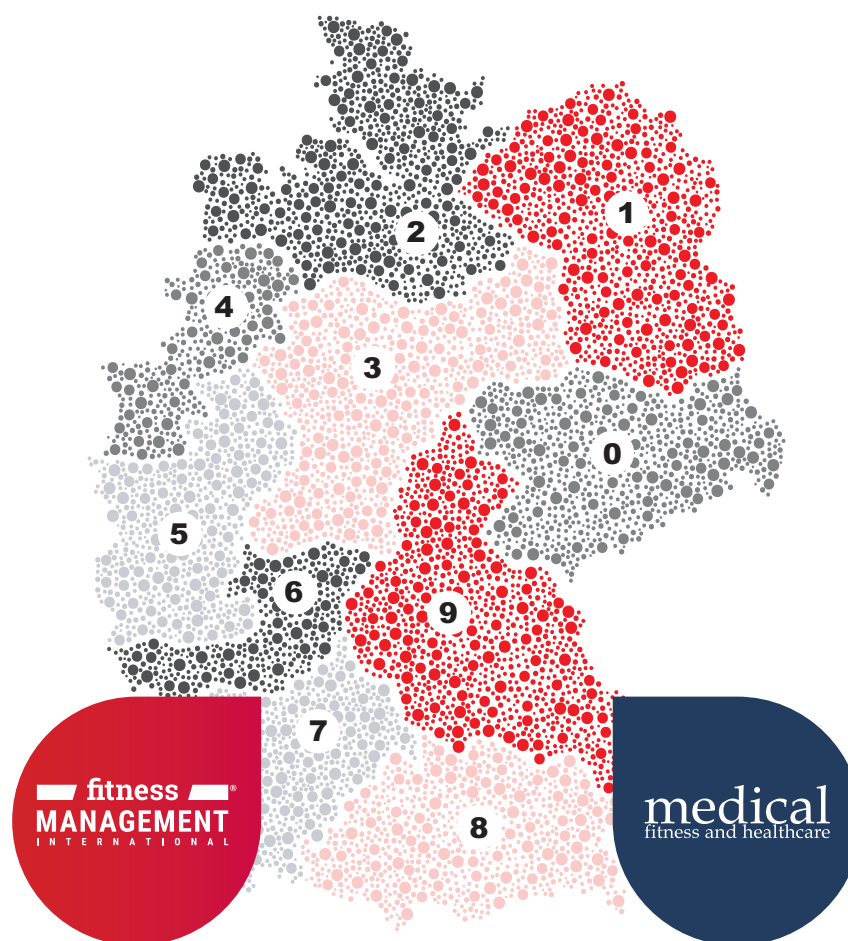 1
2
4
3
0
5
6
9
7
8
fitness ®
MANAGEMENT
INTERNATIONAL
medical
fitness and healthcare